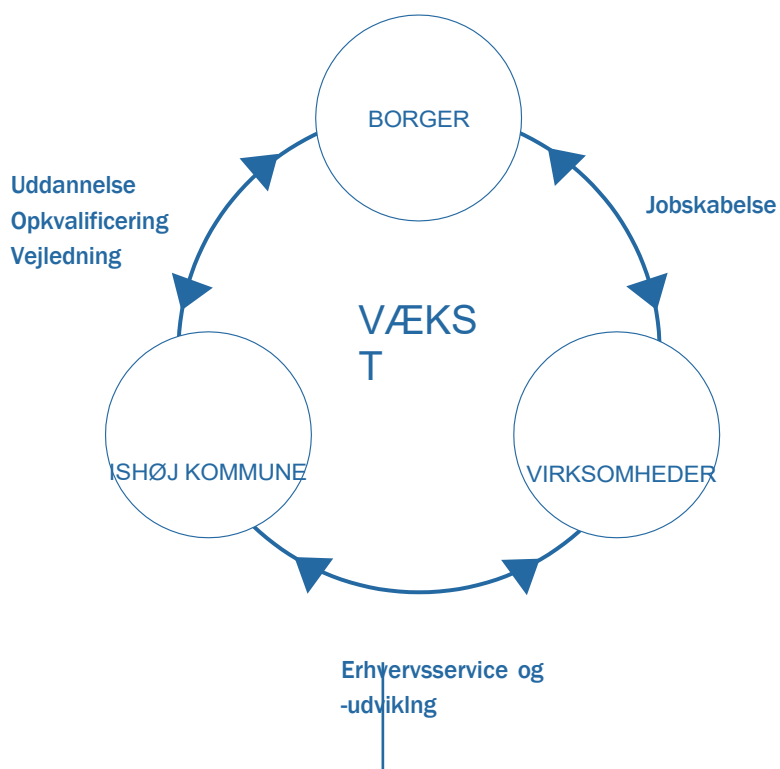 BORGER
Uddannelse
Opkvalificering
Vejledning
Jobskabelse
VÆKS
T
ISHØJ KOMMUNE
VIRKSOMHEDER
Erhvervsservice og
-udviklng